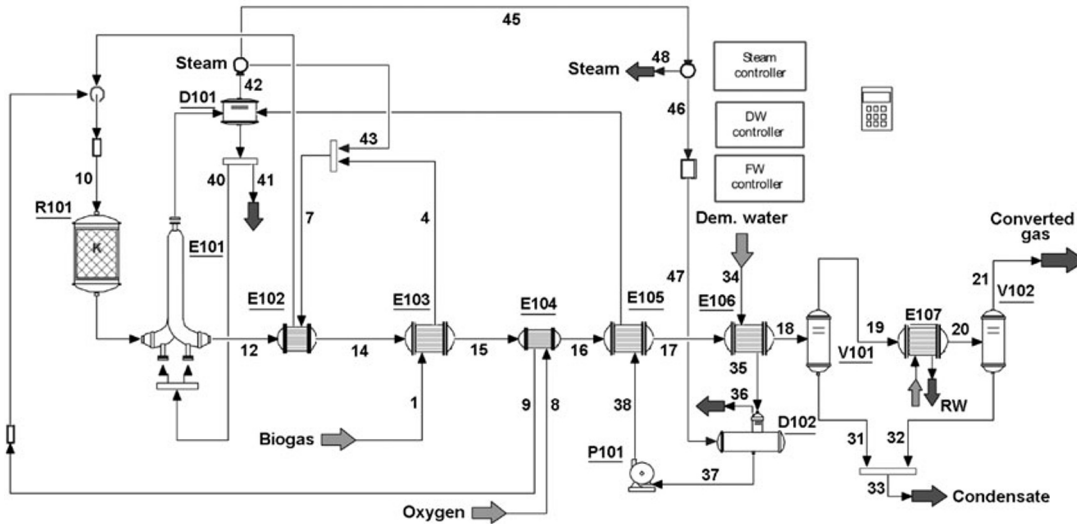 45
Steam
42
D101
Steam
48
46
Steam
controller
DW
controller
FW
controller
43
40
41
10
R101
K
E101
7
4
Dem. water
Converted
gas
47
34
21
V102
E102
E103
E104
E105
E106
18
19
E107
20
12
14
15
16
17
V101
35
36
1
9
8
38
RW
D102
Biogas
P101
37
31
32
33
Condensate
Oxygen